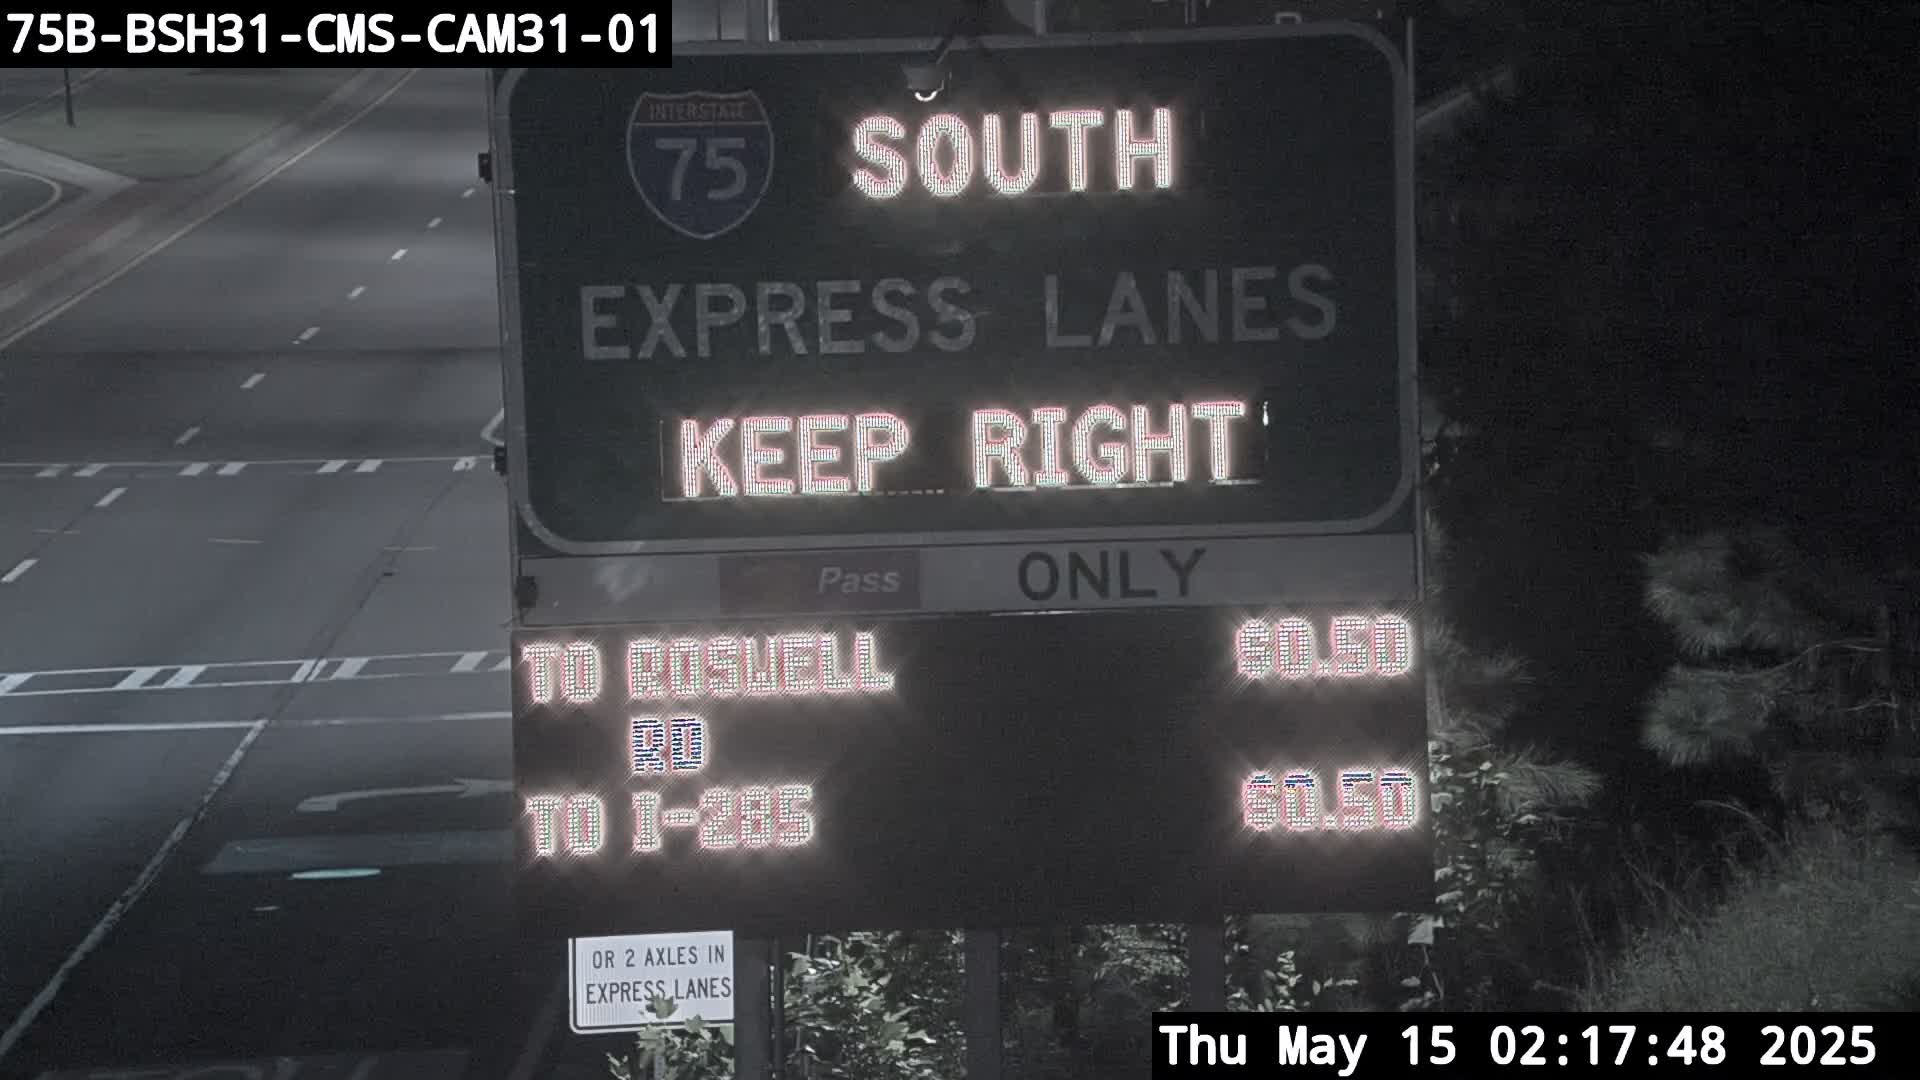 75B-BSH31-CMS-CAM31-01
INTERSTATE
75
SOUTH
EXPRESS LANES
KEEP RIGHT
Pass ONLY
TO ROSWELL $0.50
RD
TO I-285 $0.50
OR 2 AXLES IN
EXPRESS LANES
Thu May 15 02:17:48 2025